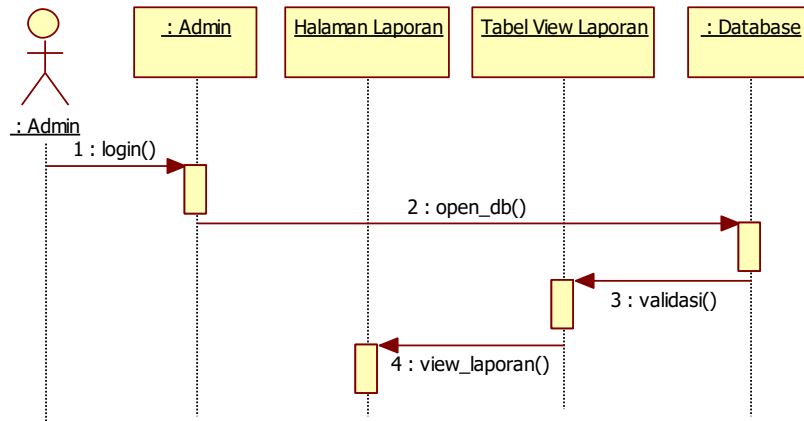 : Admin
Halaman Laporan
Tabel View Laporan
: Database
: Admin
1 : login()
2 : open_db()
3 : validasi()
4 : view_laporan()